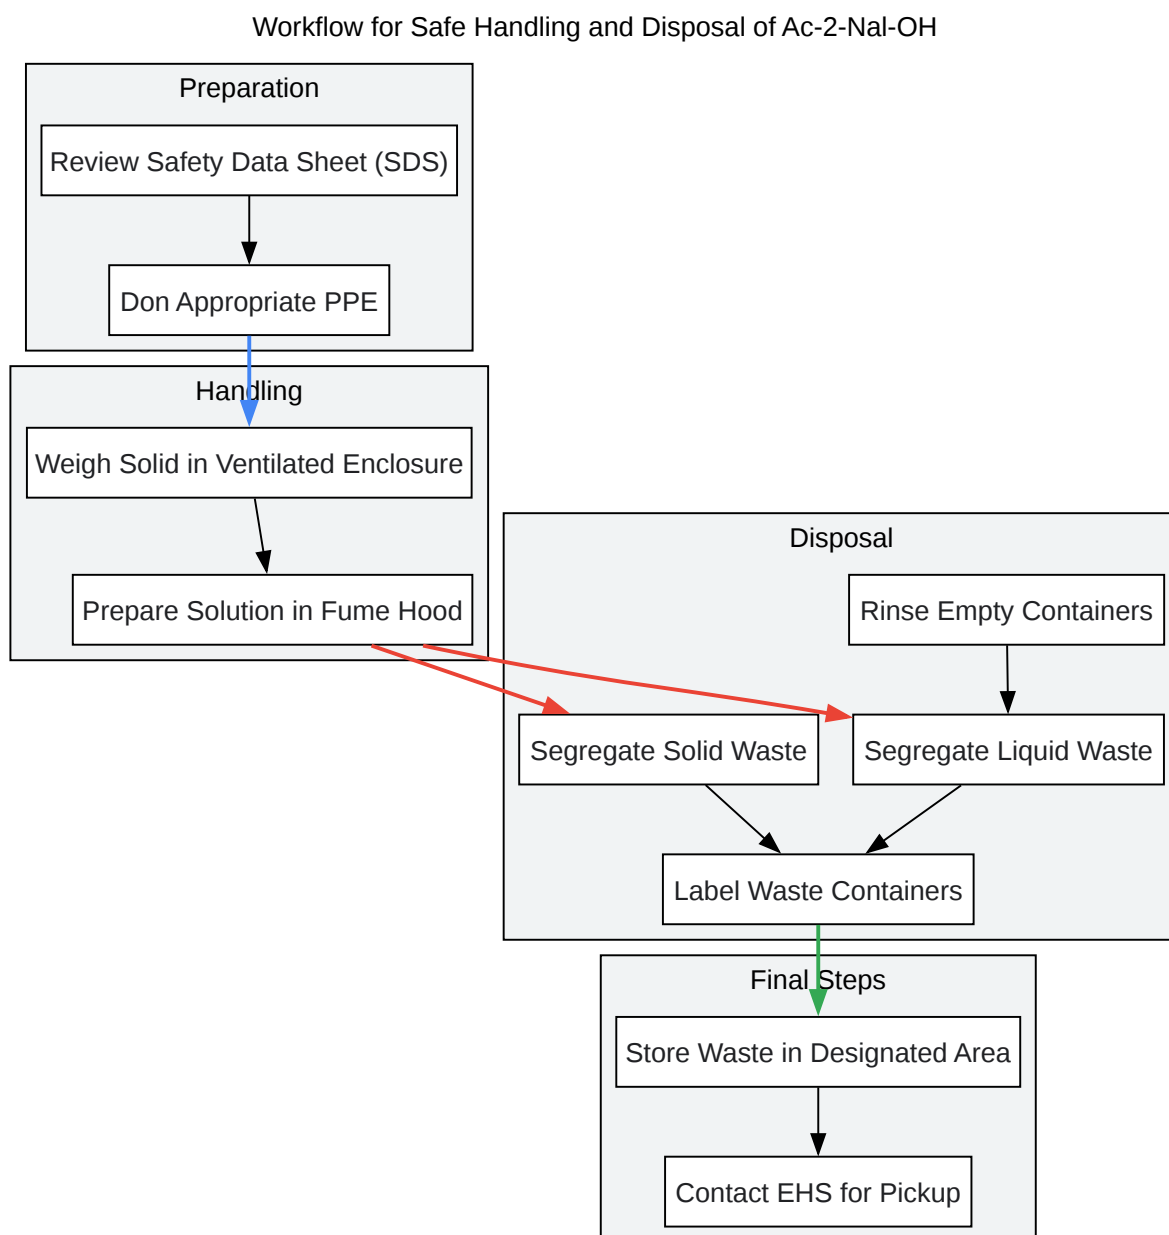 Workflow for Safe Handling and Disposal of Ac-2-Nal-OH
Preparation
Review Safety Data Sheet (SDS)
Don Appropriate PPE
Handling
Weigh Solid in Ventilated Enclosure
Prepare Solution in Fume Hood
Disposal
Rinse Empty Containers
Segregate Solid Waste
Segregate Liquid Waste
Label Waste Containers
Final Steps
Store Waste in Designated Area
Contact EHS for Pickup